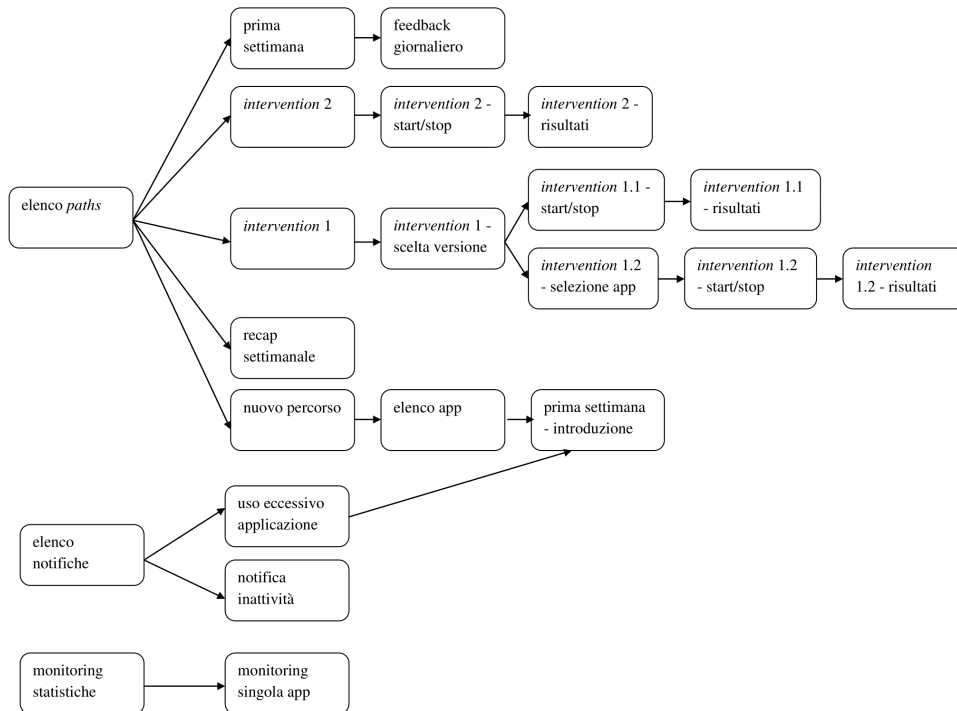 prima
settimana
feedback
giornaliero
intervention 2
intervention 2 -
start/stop
intervention 2 -
risultati
elenco paths
intervention 1
intervention 1 -
scelta versione
intervention 1.1 -
start/stop
intervention 1.1
- risultati
intervention 1.2
- selezione app
intervention 1.2
- start/stop
intervention
1.2 - risultati
recap
settimanale
nuovo percorso
elenco app
prima settimana
- introduzione
elenco
notifiche
uso eccessivo
applicazione
notifica
inattività
monitoring
statistiche
monitoring
singola app